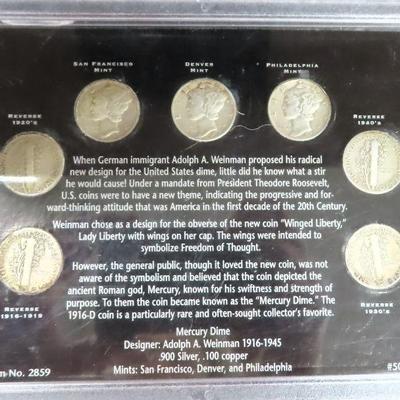 SAN FRANCISCO
MINT
DENVER
MINT
PHILADELPHIA
MINT
REVERSE
1920's
REVERSE
1940's
When German immigrant Adolph A. Weinman proposed his radical
new design for the United States dime, little did he know what a stir
he would cause! Under a mandate from President Theodore Roosevelt,
U.S. coins were to have a new theme, indicating the progressive and for-
ward-thinking attitude that was America in the first decade of the 20th Century.
Weinman chose as a design for the obverse of the new coin "Winged Liberty,"
Lady Liberty with wings on her cap. The wings were intended to
symbolize Freedom of Thought.
REVERSE
1916-1919
REVERSE
1930's
However, the general public, though it loved the new coin, was not
aware of the symbolism and believed that the coin depicted the
ancient Roman god, Mercury, known for his swiftness and strength of
purpose. To them the coin became known as the "Mercury Dime." The
1916-D coin is a particularly rare and often-sought collector's favorite.
Mercury Dime
Designer: Adolph A. Weinman 1916-1945
.900 Silver, .100 copper
Mints: San Francisco, Denver, and Philadelphia
m-No. 2859
#50